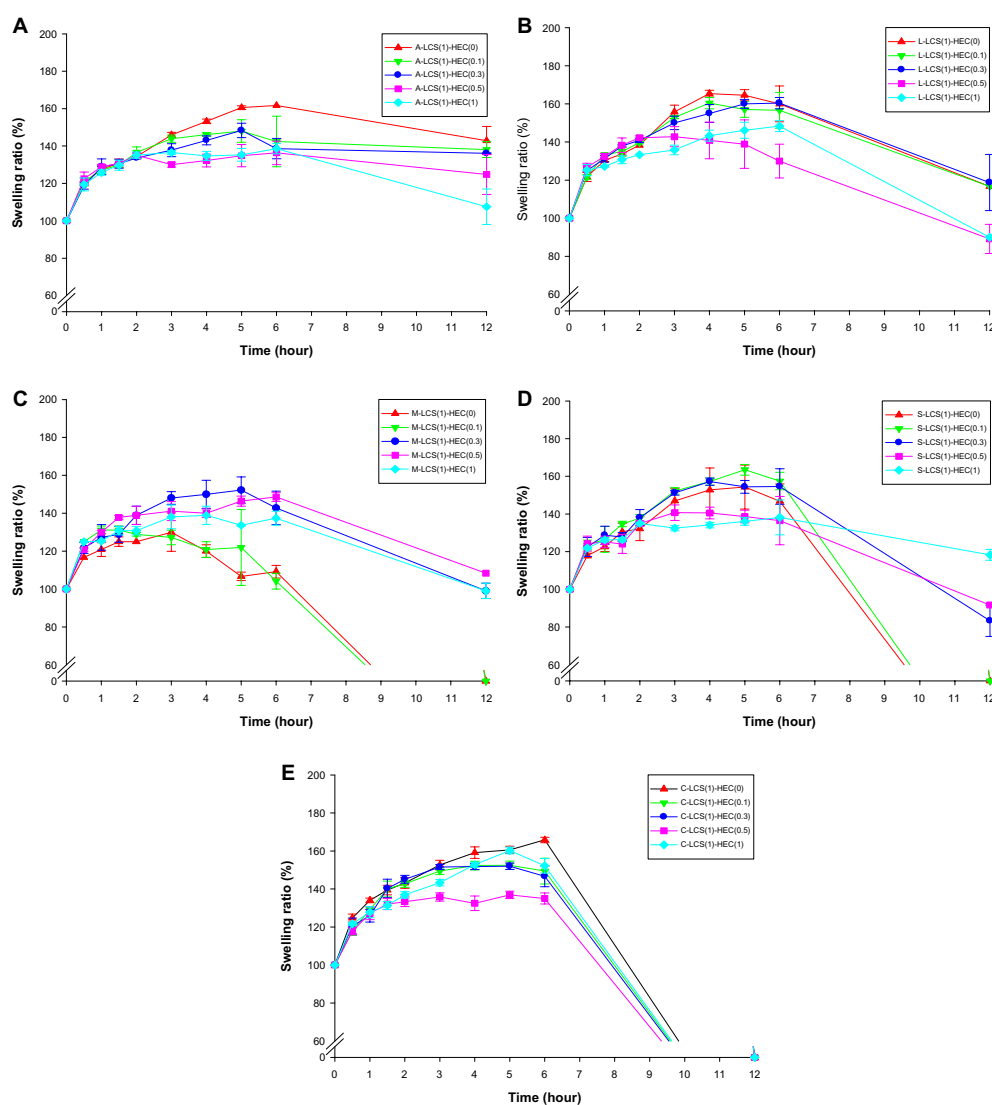 A
Swelling ratio (%)
200
180
160
140
120
100
80
60
0
A-LCS(1)-HEC(0)
A-LCS(1)-HEC(0.1)
A-LCS(1)-HEC(0.3)
A-LCS(1)-HEC(0.5)
A-LCS(1)-HEC(1)
0 1 2 3 4 5 6 7 8 9 10 11 12
Time (hour)
B
Swelling ratio (%)
200
180
160
140
120
100
80
60
0
L-LCS(1)-HEC(0)
L-LCS(1)-HEC(0.1)
L-LCS(1)-HEC(0.3)
L-LCS(1)-HEC(0.5)
L-LCS(1)-HEC(1)
0 1 2 3 4 5 6 7 8 9 10 11 12
Time (hour)
C
Swelling ratio (%)
200
180
160
140
120
100
80
60
0
M-LCS(1)-HEC(0)
M-LCS(1)-HEC(0.1)
M-LCS(1)-HEC(0.3)
M-LCS(1)-HEC(0.5)
M-LCS(1)-HEC(1)
0 1 2 3 4 5 6 7 8 9 10 11 12
Time (hour)
D
Swelling ratio (%)
200
180
160
140
120
100
80
60
0
S-LCS(1)-HEC(0)
S-LCS(1)-HEC(0.1)
S-LCS(1)-HEC(0.3)
S-LCS(1)-HEC(0.5)
S-LCS(1)-HEC(1)
0 1 2 3 4 5 6 7 8 9 10 11 12
Time (hour)
E
Swelling ratio (%)
200
180
160
140
120
100
80
60
0
C-LCS(1)-HEC(0)
C-LCS(1)-HEC(0.1)
C-LCS(1)-HEC(0.3)
C-LCS(1)-HEC(0.5)
C-LCS(1)-HEC(1)
0 1 2 3 4 5 6 7 8 9 10 11 12
Time (hour)